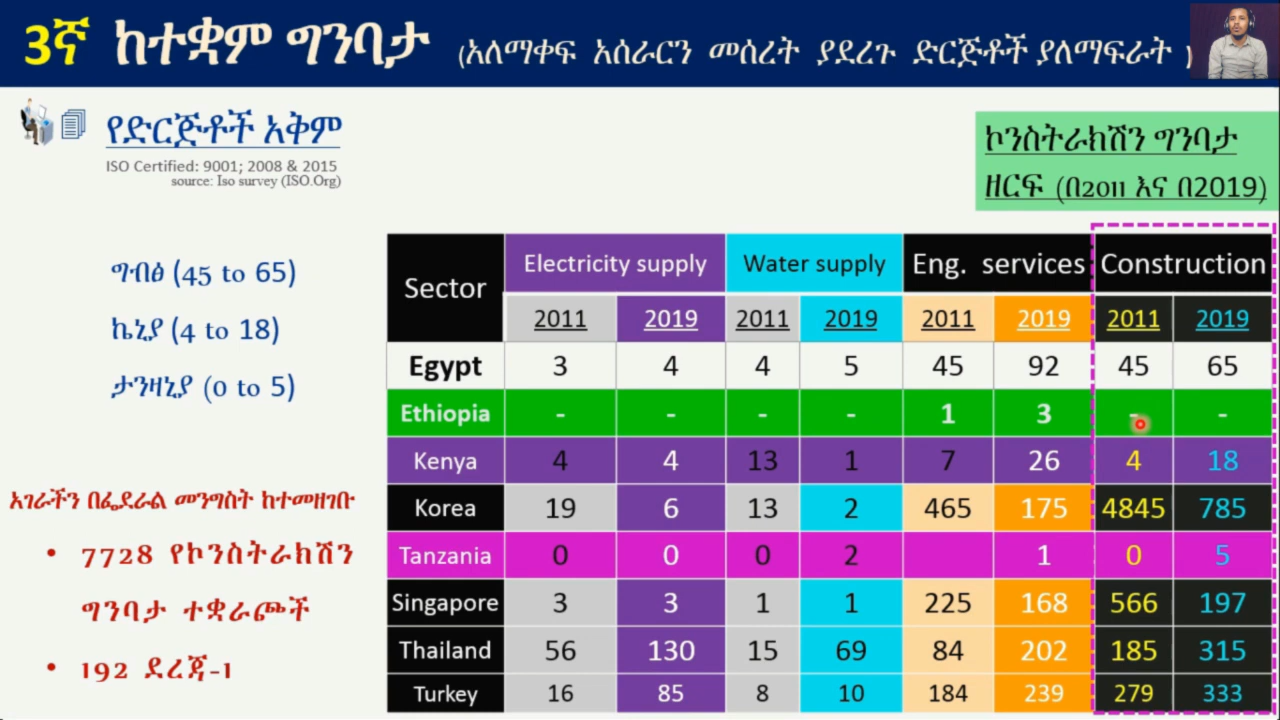 3ኛ ከተቋም ግንባታ (አለማቀፍ አሰራርን መሰረት ያደረጉ ድርጅቶች ያለማፍራት )
የድርጅቶች አቅም
ISO Certified: 9001; 2008 & 2015
source: Iso survey (ISO.Org)
ኮንስትራክሽን ግንባታ
ዘርፍ (በ2011 እና በ2019)
ግብፅ (45 to 65)
ኬኒያ (4 to 18)
ታንዛኒያ (0 to 5)
አገራችን በፌደራል መንግስት ከተመዘገቡ
• 7728 የኮንስትራክሽን
ግንባታ ተቋራጮች
• 192 ደረጃ-1
Sector Electricity supply Water supply Eng. services Construction
2011 2019 2011 2019 2011 2019 2011 2019
Egypt 3 4 4 5 45 92 45 65
Ethiopia - - - - 1 3 - -
Kenya 4 4 13 1 7 26 4 18
Korea 19 6 13 2 465 175 4845 785
Tanzania 0 0 0 2 1 0 5
Singapore 3 3 1 1 225 168 566 197
Thailand 56 130 15 69 84 202 185 315
Turkey 16 85 8 10 184 239 279 333